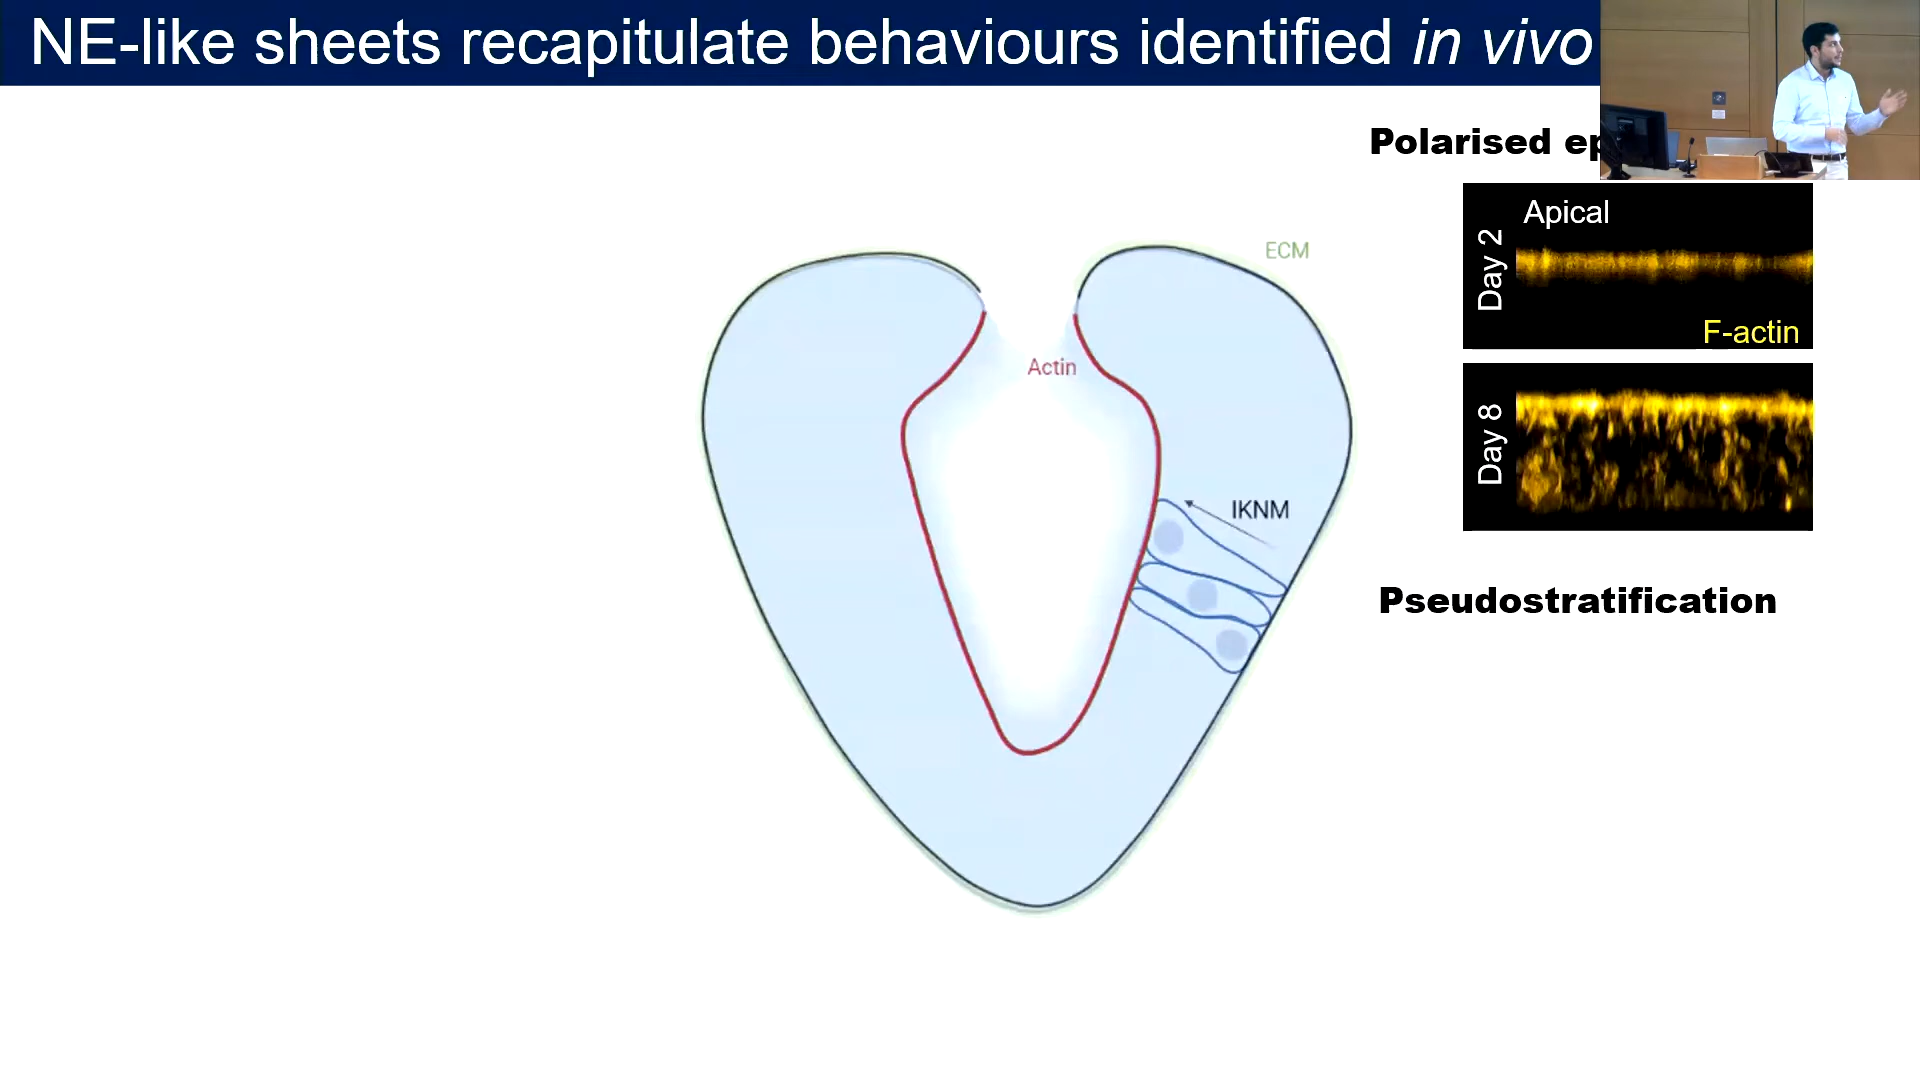 NE-like sheets recapitulate behaviours identified in vivo
Polarised
Apical
Day 2
F-actin
ECM
Actin
Day 8
IKNM
Pseudostratification